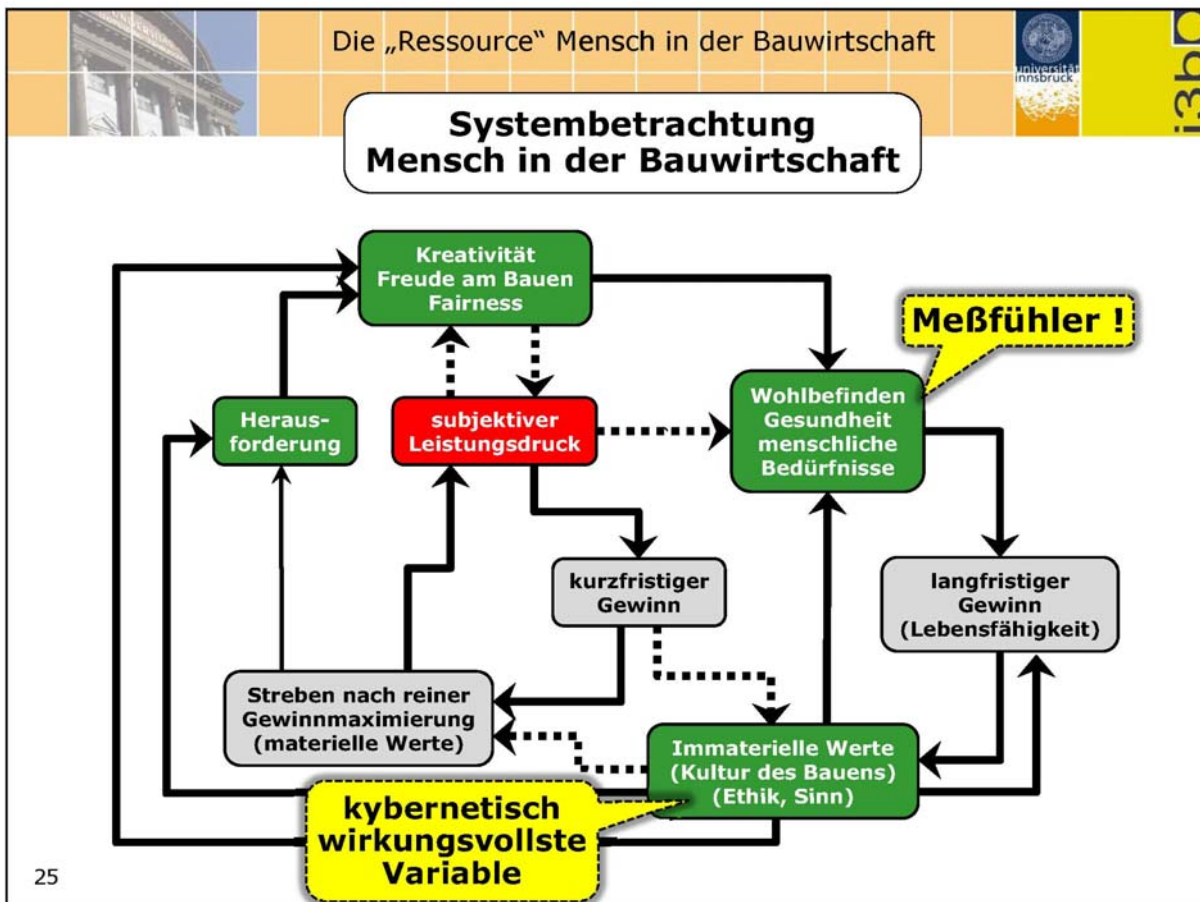 Die „Ressource“ Mensch in der Bauwirtschaft
universität
innsbruck
i3b
Systembetrachtung
Mensch in der Bauwirtschaft
Kreativität
Freude am Bauen
Fairness
Meßfühler !
Heraus-
forderung
subjektiver
Leistungsdruck
Wohlbefinden
Gesundheit
menschliche
Bedürfnisse
kurzfristiger
Gewinn
langfristiger
Gewinn
(Lebensfähigkeit)
Streben nach reiner
Gewinnmaximierung
(materielle Werte)
Immaterielle Werte
(Kultur des Bauens)
(Ethik, Sinn)
kybernetisch
wirkungsvollste
Variable
25